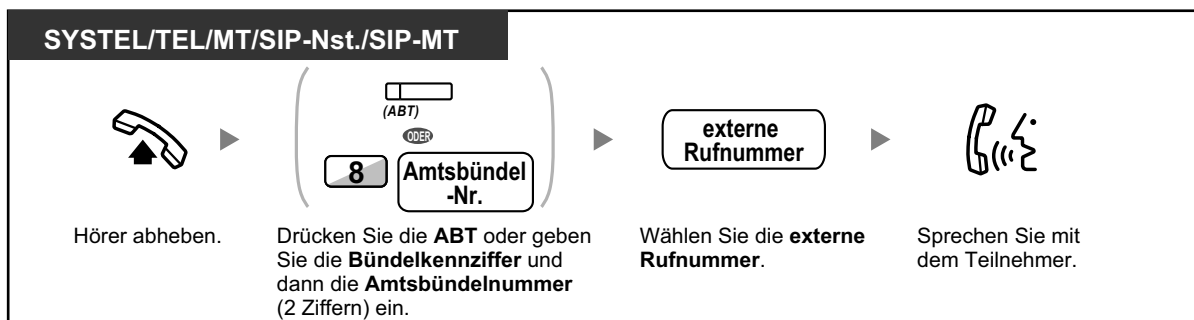 SYSTEL/TEL/MT/SIP-Nst./SIP-MT
(ABT)
ODER
8
Amtsbündel
-Nr.
externe
Rufnummer
Hörer abheben.
Drücken Sie die ABT oder geben
Sie die Bündelkennziffer und
dann die Amtsbündelnummer
(2 Ziffern) ein.
Wählen Sie die externe
Rufnummer.
Sprechen Sie mit
dem Teilnehmer.